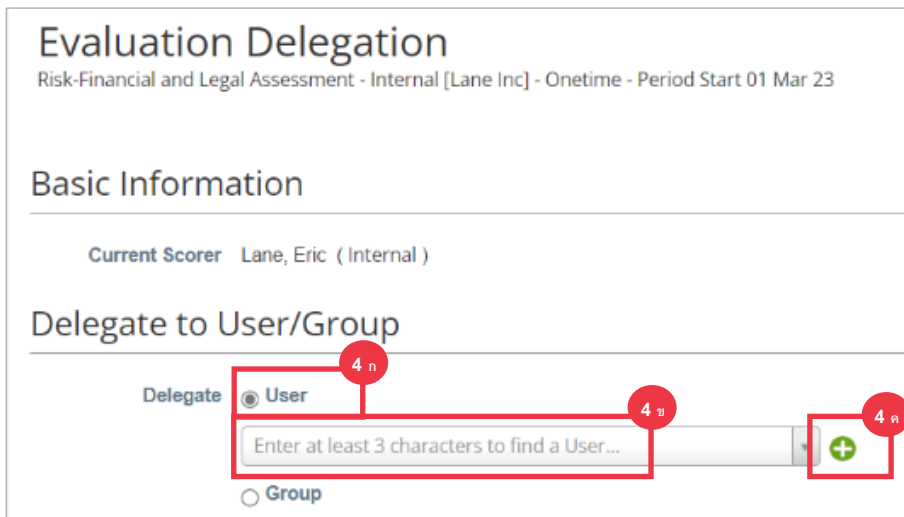 Evaluation Delegation
Risk-Financial and Legal Assessment - Internal [Lane Inc] - Onetime - Period Start 01 Mar 23
Basic Information
Current Scorer Lane, Eric ( Internal )
Delegate to User/Group
4 ก
Delegate User
4 ข
4 ค
Enter at least 3 characters to find a User...
Group